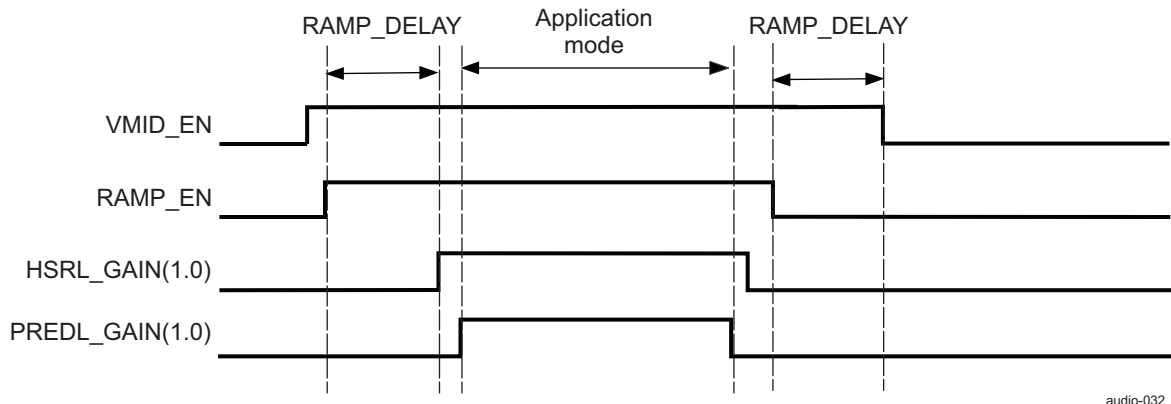 RAMP_DELAY
Application
mode
RAMP_DELAY
VMID_EN
RAMP_EN
HSRL_GAIN(1.0)
PREDL_GAIN(1.0)
audio-032